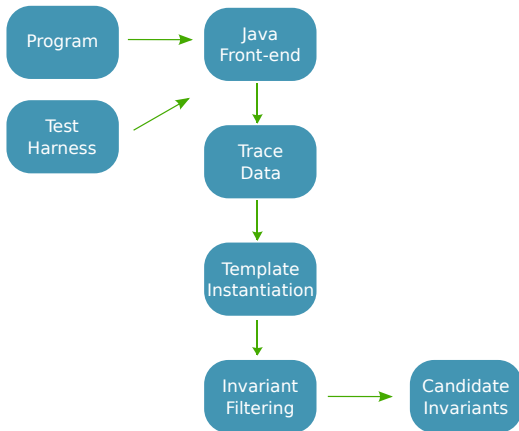 Program
Java
Front-end
Test
Harness
Trace
Data
Template
Instantiation
Invariant
Filtering
Candidate
Invariants